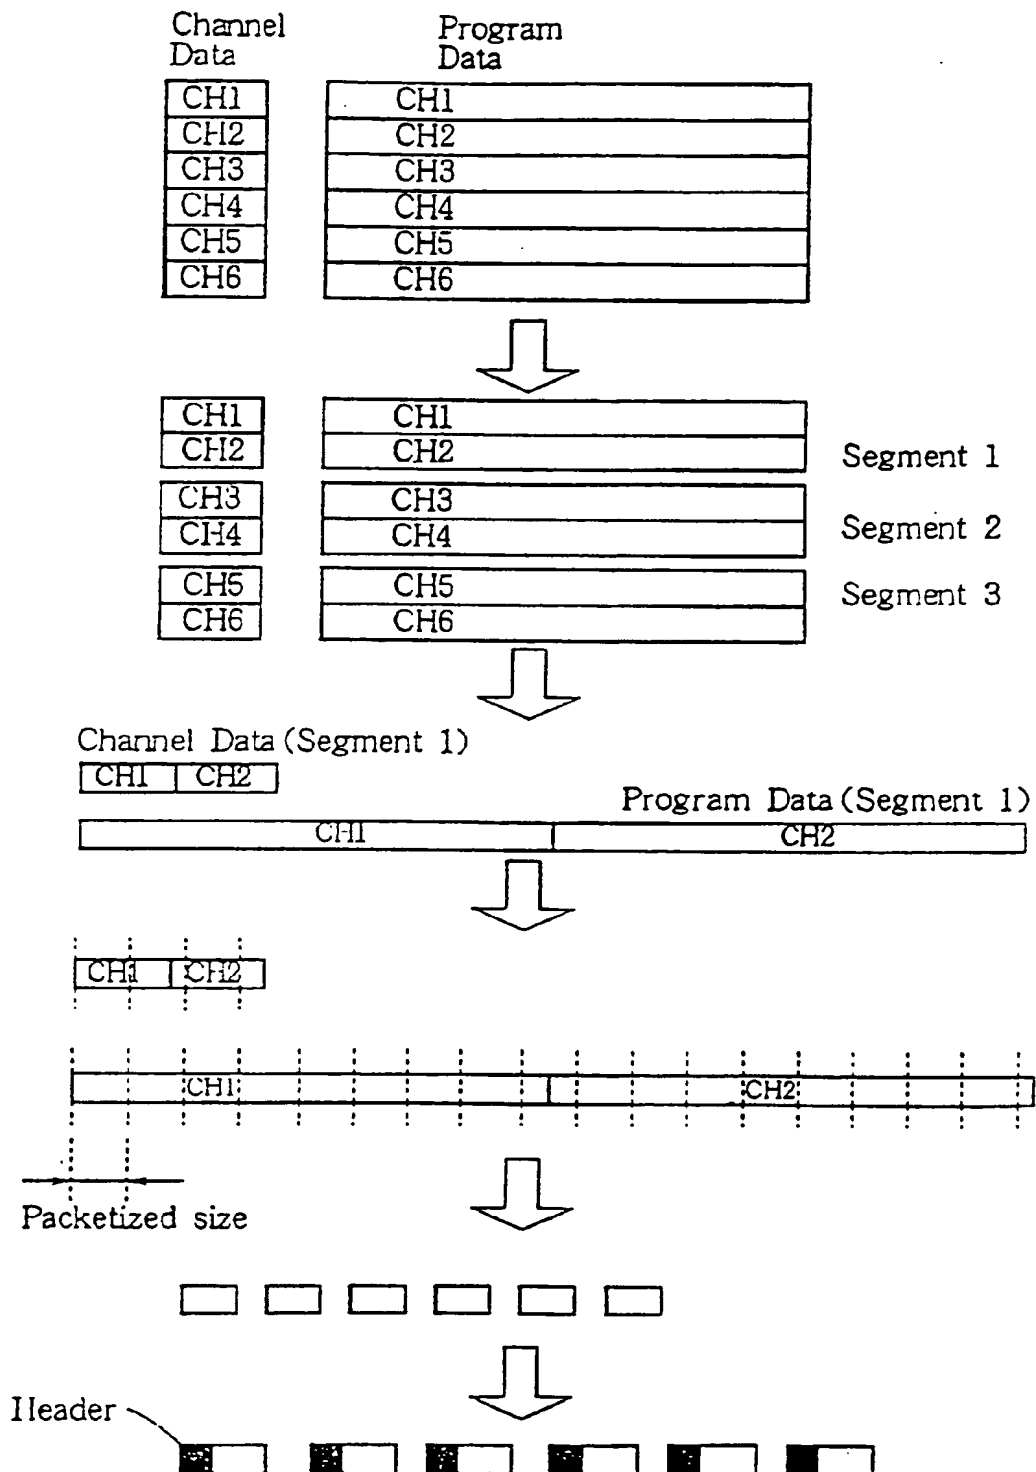 Channel Data
Program Data
CH1 CH1
CH2 CH2
CH3 CH3
CH4 CH4
CH5 CH5
CH6 CH6
CH1 CH1
CH2 CH2
Segment 1
CH3 CH3
CH4 CH4
Segment 2
CH5 CH5
CH6 CH6
Segment 3
Channel Data (Segment 1)
CH1 CH2
Program Data (Segment 1)
CH1 CH2
CH1 CH2
CH1 CH2
Packetized size
Header